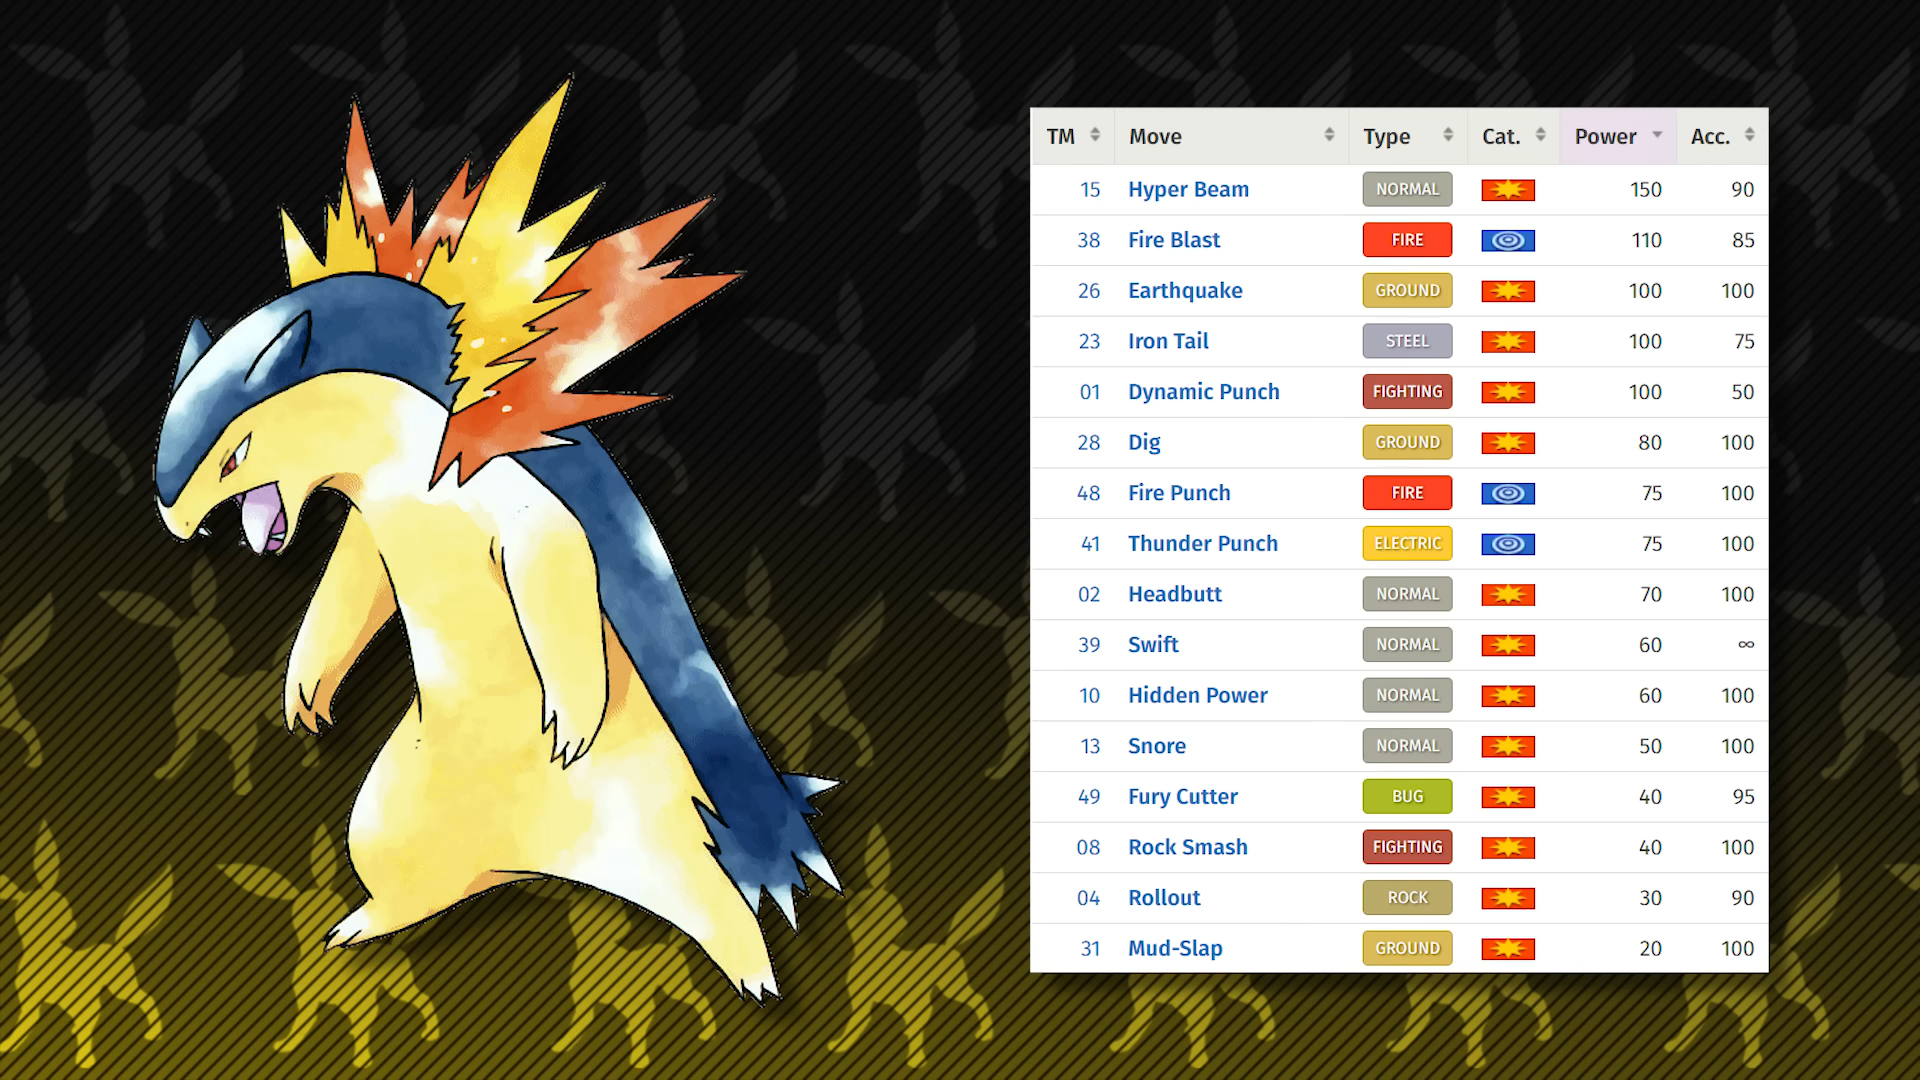 TM Move Type Cat. Power Acc.
15 Hyper Beam NORMAL 150 90
38 Fire Blast FIRE 110 85
26 Earthquake GROUND 100 100
23 Iron Tail STEEL 100 75
01 Dynamic Punch FIGHTING 100 50
28 Dig GROUND 80 100
48 Fire Punch FIRE 75 100
41 Thunder Punch ELECTRIC 75 100
02 Headbutt NORMAL 70 100
39 Swift NORMAL 60 ∞
10 Hidden Power NORMAL 60 100
13 Snore NORMAL 50 100
49 Fury Cutter BUG 40 95
08 Rock Smash FIGHTING 40 100
04 Rollout ROCK 30 90
31 Mud-Slap GROUND 20 100